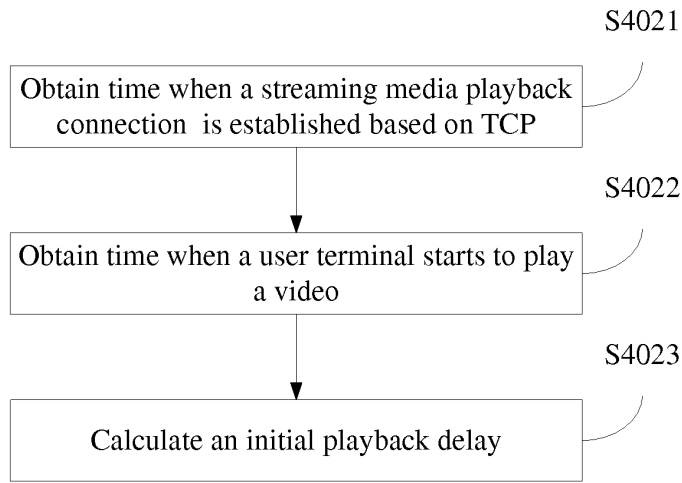 S4021
Obtain time when a streaming media playback
connection is established based on TCP
S4022
Obtain time when a user terminal starts to play
a video
S4023
Calculate an initial playback delay